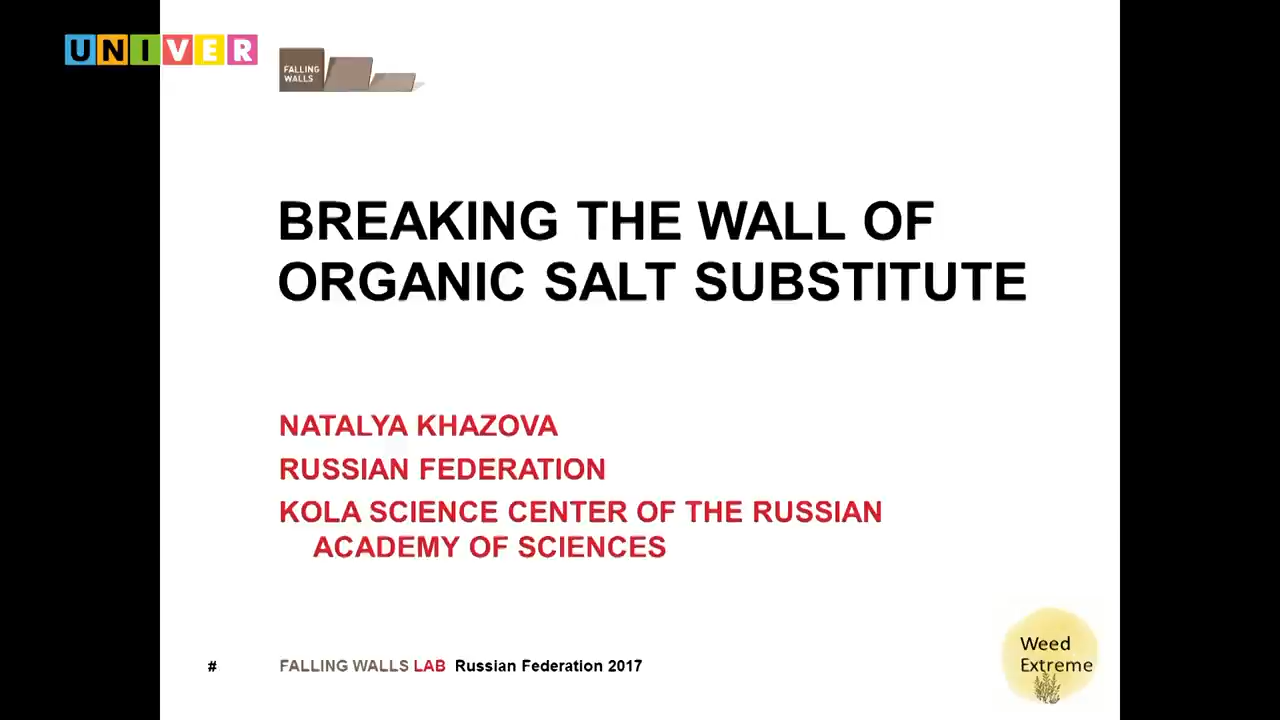 UNIVER
FALLING
WALLS
BREAKING THE WALL OF
ORGANIC SALT SUBSTITUTE
NATALYA KHAZOVA
RUSSIAN FEDERATION
KOLA SCIENCE CENTER OF THE RUSSIAN
ACADEMY OF SCIENCES
Weed
Extreme
# FALLING WALLS LAB Russian Federation 2017